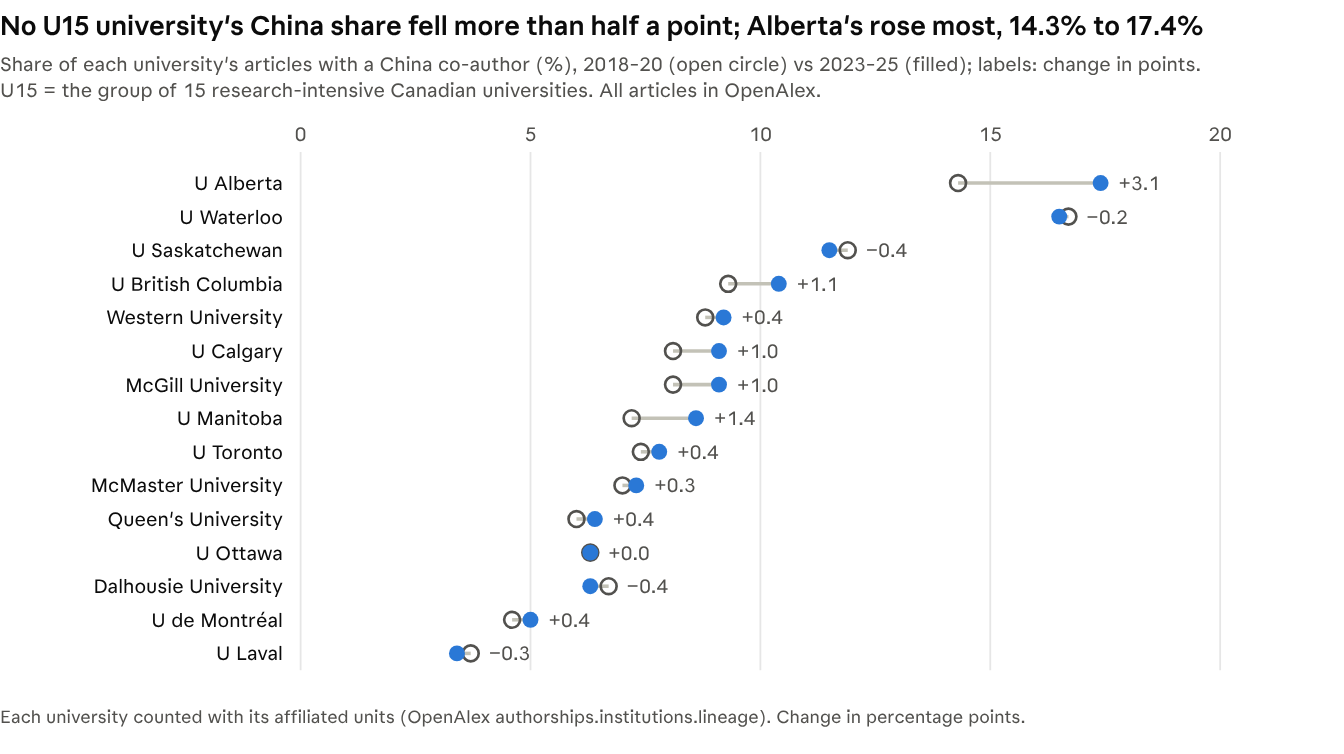 No U15 university's China share fell more than half a point; Alberta's rose most, 14.3% to 17.4%
Share of each university's articles with a China co-author (%), 2018–20 (open circle) vs 2023–25 (filled); labels: change in points.
U15 = the group of 15 research-intensive Canadian universities. All articles in OpenAlex.
0 5 10 15 20
U Alberta +3.1
U Waterloo −0.2
U Saskatchewan −0.4
U British Columbia +1.1
Western University +0.4
U Calgary +1.0
McGill University +1.0
U Manitoba +1.4
U Toronto +0.4
McMaster University +0.3
Queen's University +0.4
U Ottawa +0.0
Dalhousie University −0.4
U de Montréal +0.4
U Laval −0.3
Each university counted with its affiliated units (OpenAlex authorships.institutions.lineage). Change in percentage points.